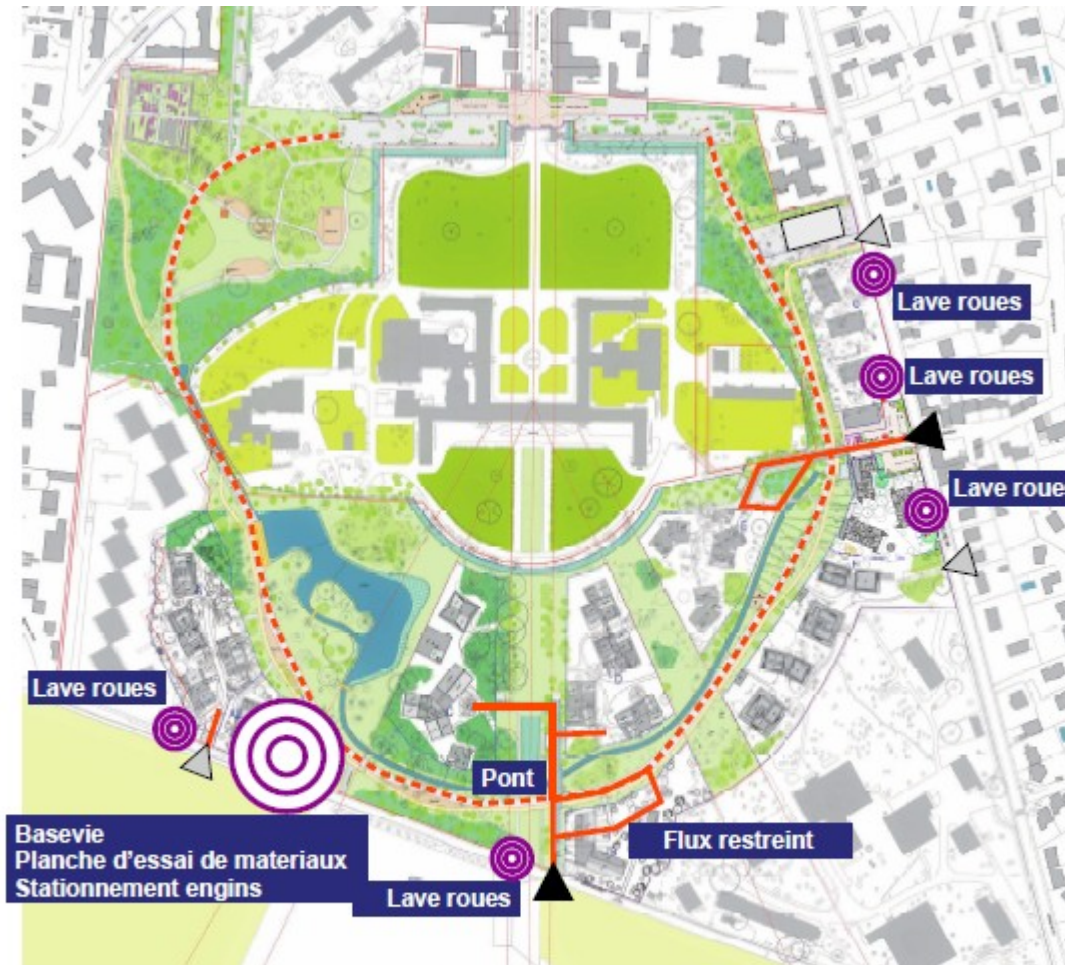 Lave roues
Lave roues
Lave roue
Lave roues
Pont
Basevie
Planche d'essai de materiaux
Stationnement engins
Flux restreint
Lave roues